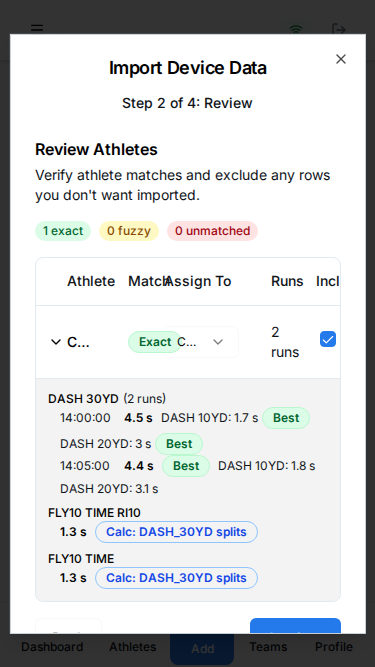 Import Device Data
Step 2 of 4: Review
Review Athletes
Verify athlete matches and exclude any rows
you don't want imported.
1 exact 0 fuzzy 0 unmatched
Athlete Match Assign To Runs Incl
C... Exact C... 2
runs
DASH 30YD (2 runs)
14:00:00 4.5 s DASH 10YD: 1.7 s Best
DASH 20YD: 3 s Best
14:05:00 4.4 s Best DASH 10YD: 1.8 s
DASH 20YD: 3.1 s
FLY10 TIME RI10
1.3 s Calc: DASH_30YD splits
FLY10 TIME
1.3 s Calc: DASH_30YD splits
Dashboard Athletes Add Teams Profile